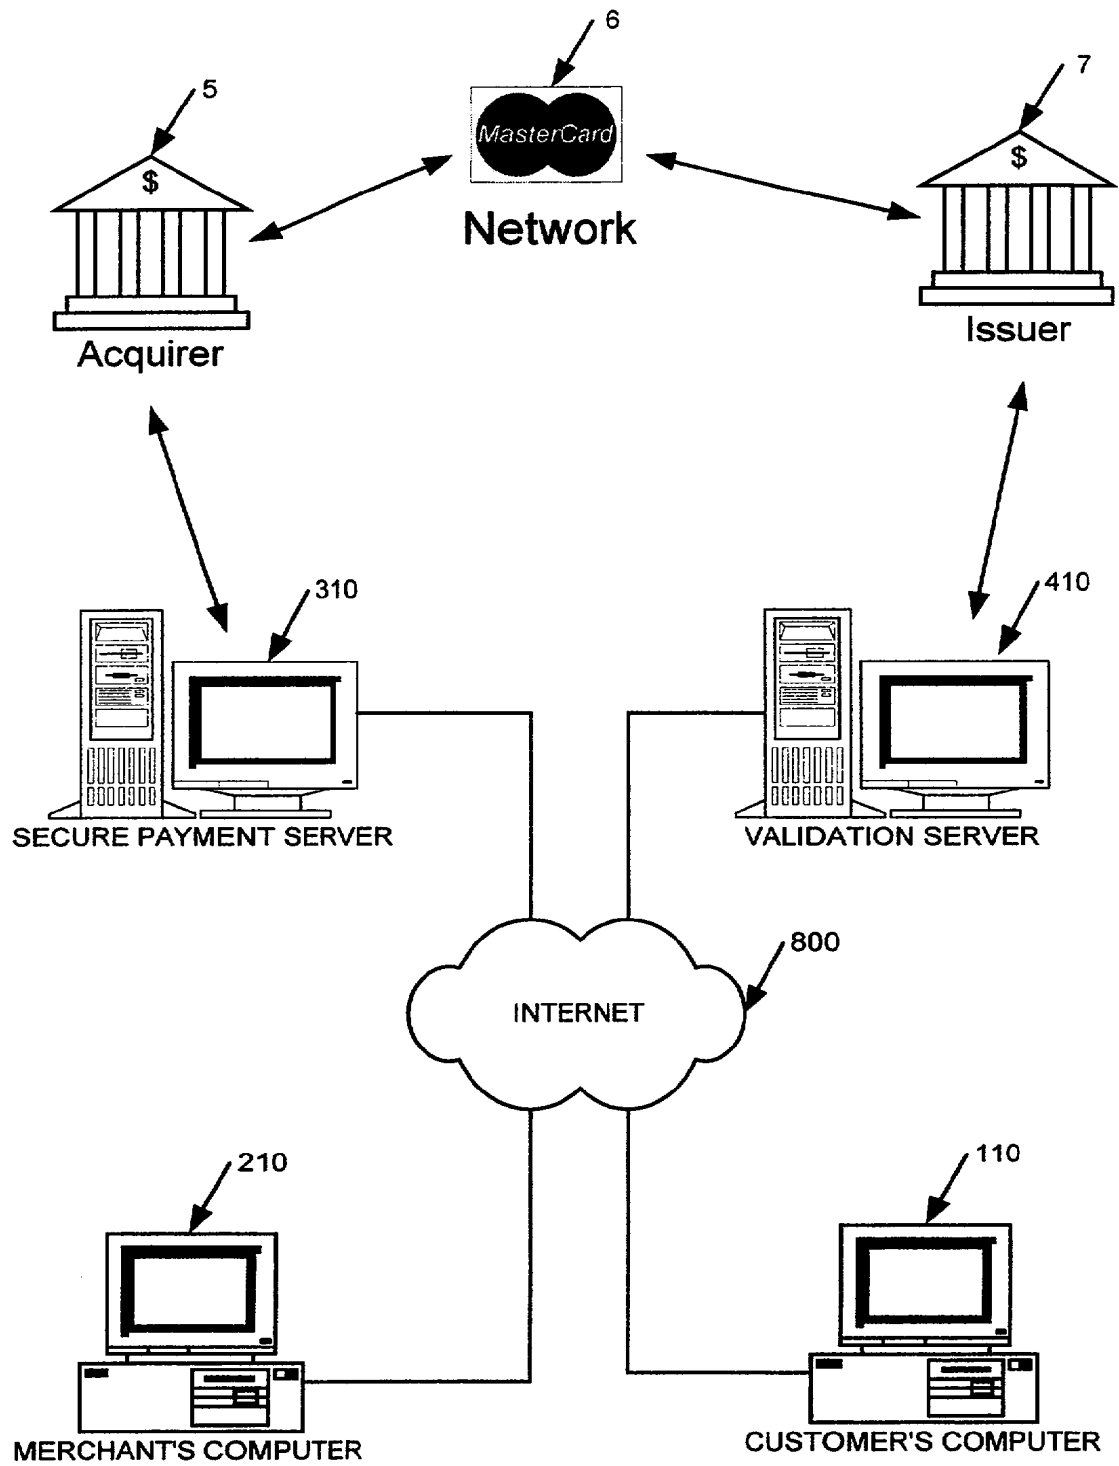 6
5
7
MasterCard
$
$
Network
Issuer
Acquirer
310
410
SECURE PAYMENT SERVER
VALIDATION SERVER
800
INTERNET
210
110
MERCHANT'S COMPUTER
CUSTOMER'S COMPUTER